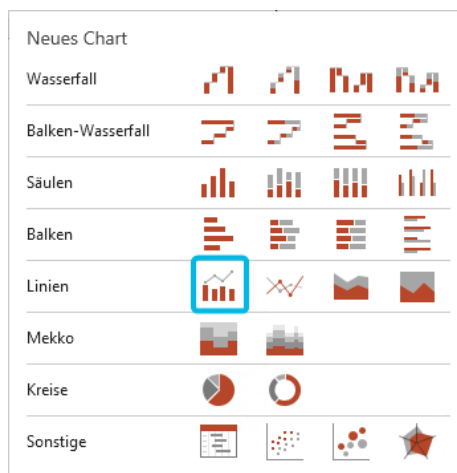 Neues Chart
Wasserfall
Balken-Wasserfall
Säulen
Balken
Linien
Mekko
Kreise
Sonstige